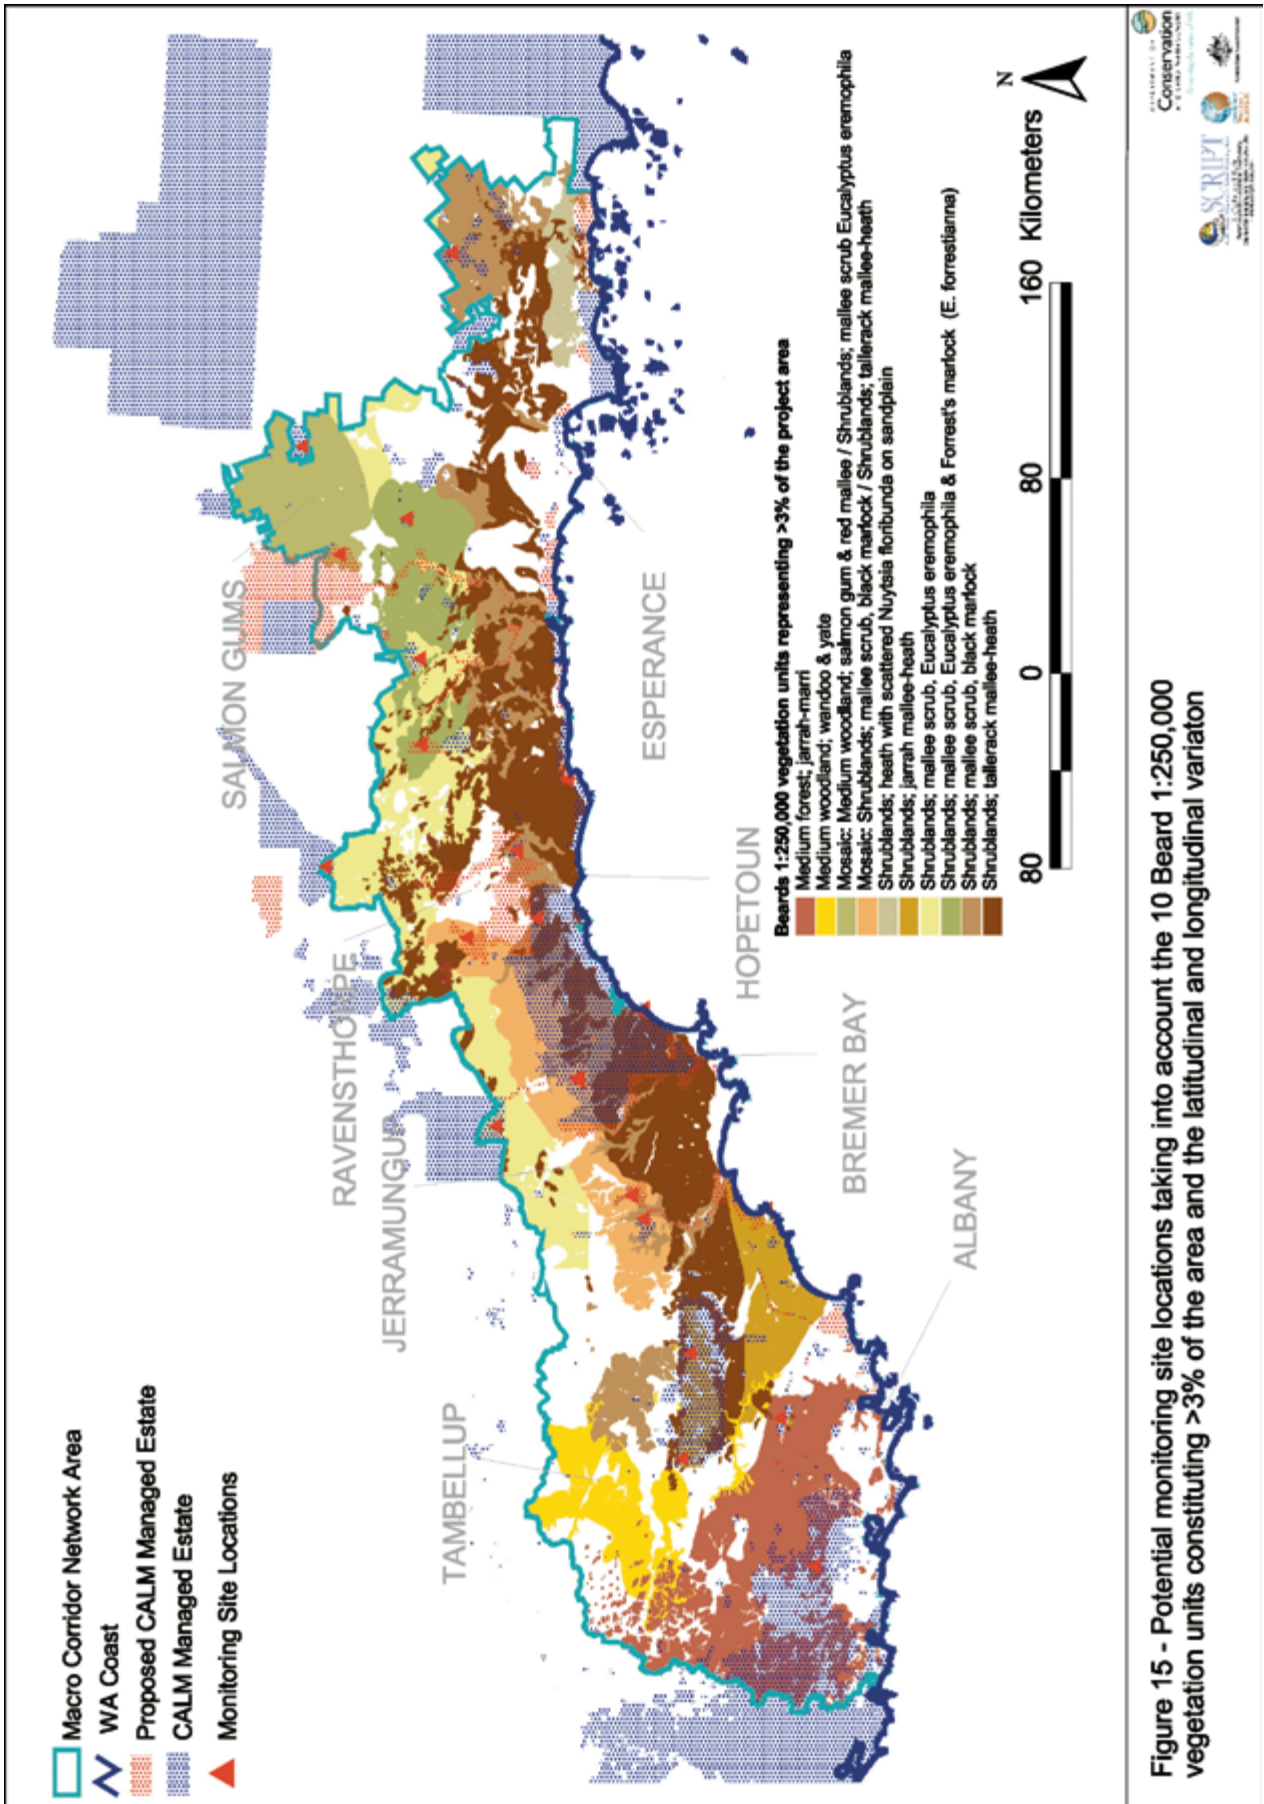 Macro Corridor Network Area
WA Coast
Proposed CALM Managed Estate
CALM Managed Estate
Monitoring Site Locations
SALMON GUMS
RAVENSTHORPE
JERRAMUNGUP
TAMBELLUP
ESPERANCE
HOPETOUN
BREMER BAY
ALBANY
Beards 1:250,000 vegetation units representing >3% of the project area
Medium forest; jarrah-marri
Medium woodland; wandoo & yate
Mosaic: Medium woodland; salmon gum & red mallee / Shrublands; mallee scrub Eucalyptus eremophila
Mosaic: Shrublands; mallee scrub, black marlock / Shrublands; tallerack mallee-heath
Shrublands; heath with scattered Nuytsia floribunda on sandplain
Shrublands; jarrah mallee-heath
Shrublands; mallee scrub, Eucalyptus eremophila
Shrublands; mallee scrub, Eucalyptus eremophila & Forrest's marlock (E. forrestianna)
Shrublands; mallee scrub, black marlock
Shrublands; tallerack mallee-heath
80 0 80 160 Kilometers
N
Figure 15 - Potential monitoring site locations taking into account the 10 Beard 1:250,000
vegetation units constituting >3% of the area and the latitudinal and longitudinal variaton
SCRIPT
Conservation